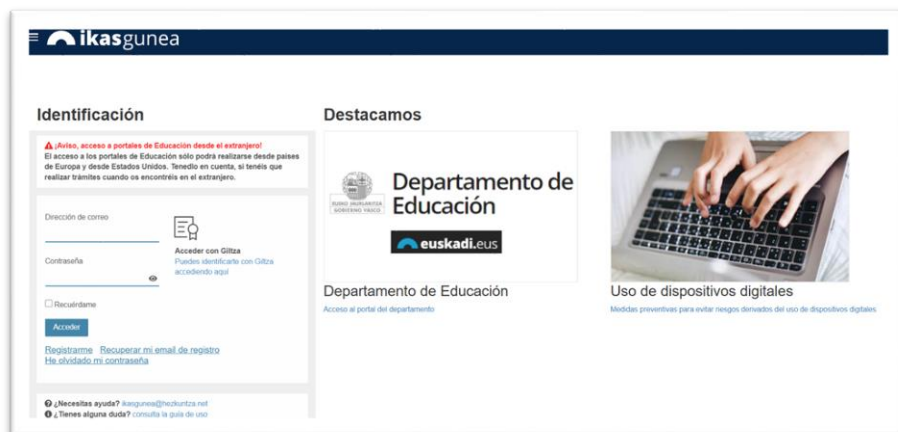 ikasgunea
Identificación
¡Aviso, acceso a portales de Educación desde el extranjero!
El acceso a los portales de Educación sólo podrá realizarse desde países
de Europa y desde Estados Unidos. Tenedlo en cuenta, si tenéis que
realizar trámites cuando os encontréis en el extranjero.
Dirección de correo
Contraseña
Acceder con Giltza
Puedes identificarte con Giltza
accediendo aquí
Recuérdame
Acceder
Registrarme Recuperar mi email de registro
He olvidado mi contraseña
¿Necesitas ayuda? ikasgunea@hezkuntza.net
¿Tienes alguna duda? consulta la guía de uso
Destacamos
EUSKO JAURLARITZA
GOBIERNO VASCO
Departamento de
Educación
euskadi.eus
Departamento de Educación
Acceso al portal del departamento
Uso de dispositivos digitales
Medidas preventivas para evitar riesgos derivados del uso de dispositivos digitales